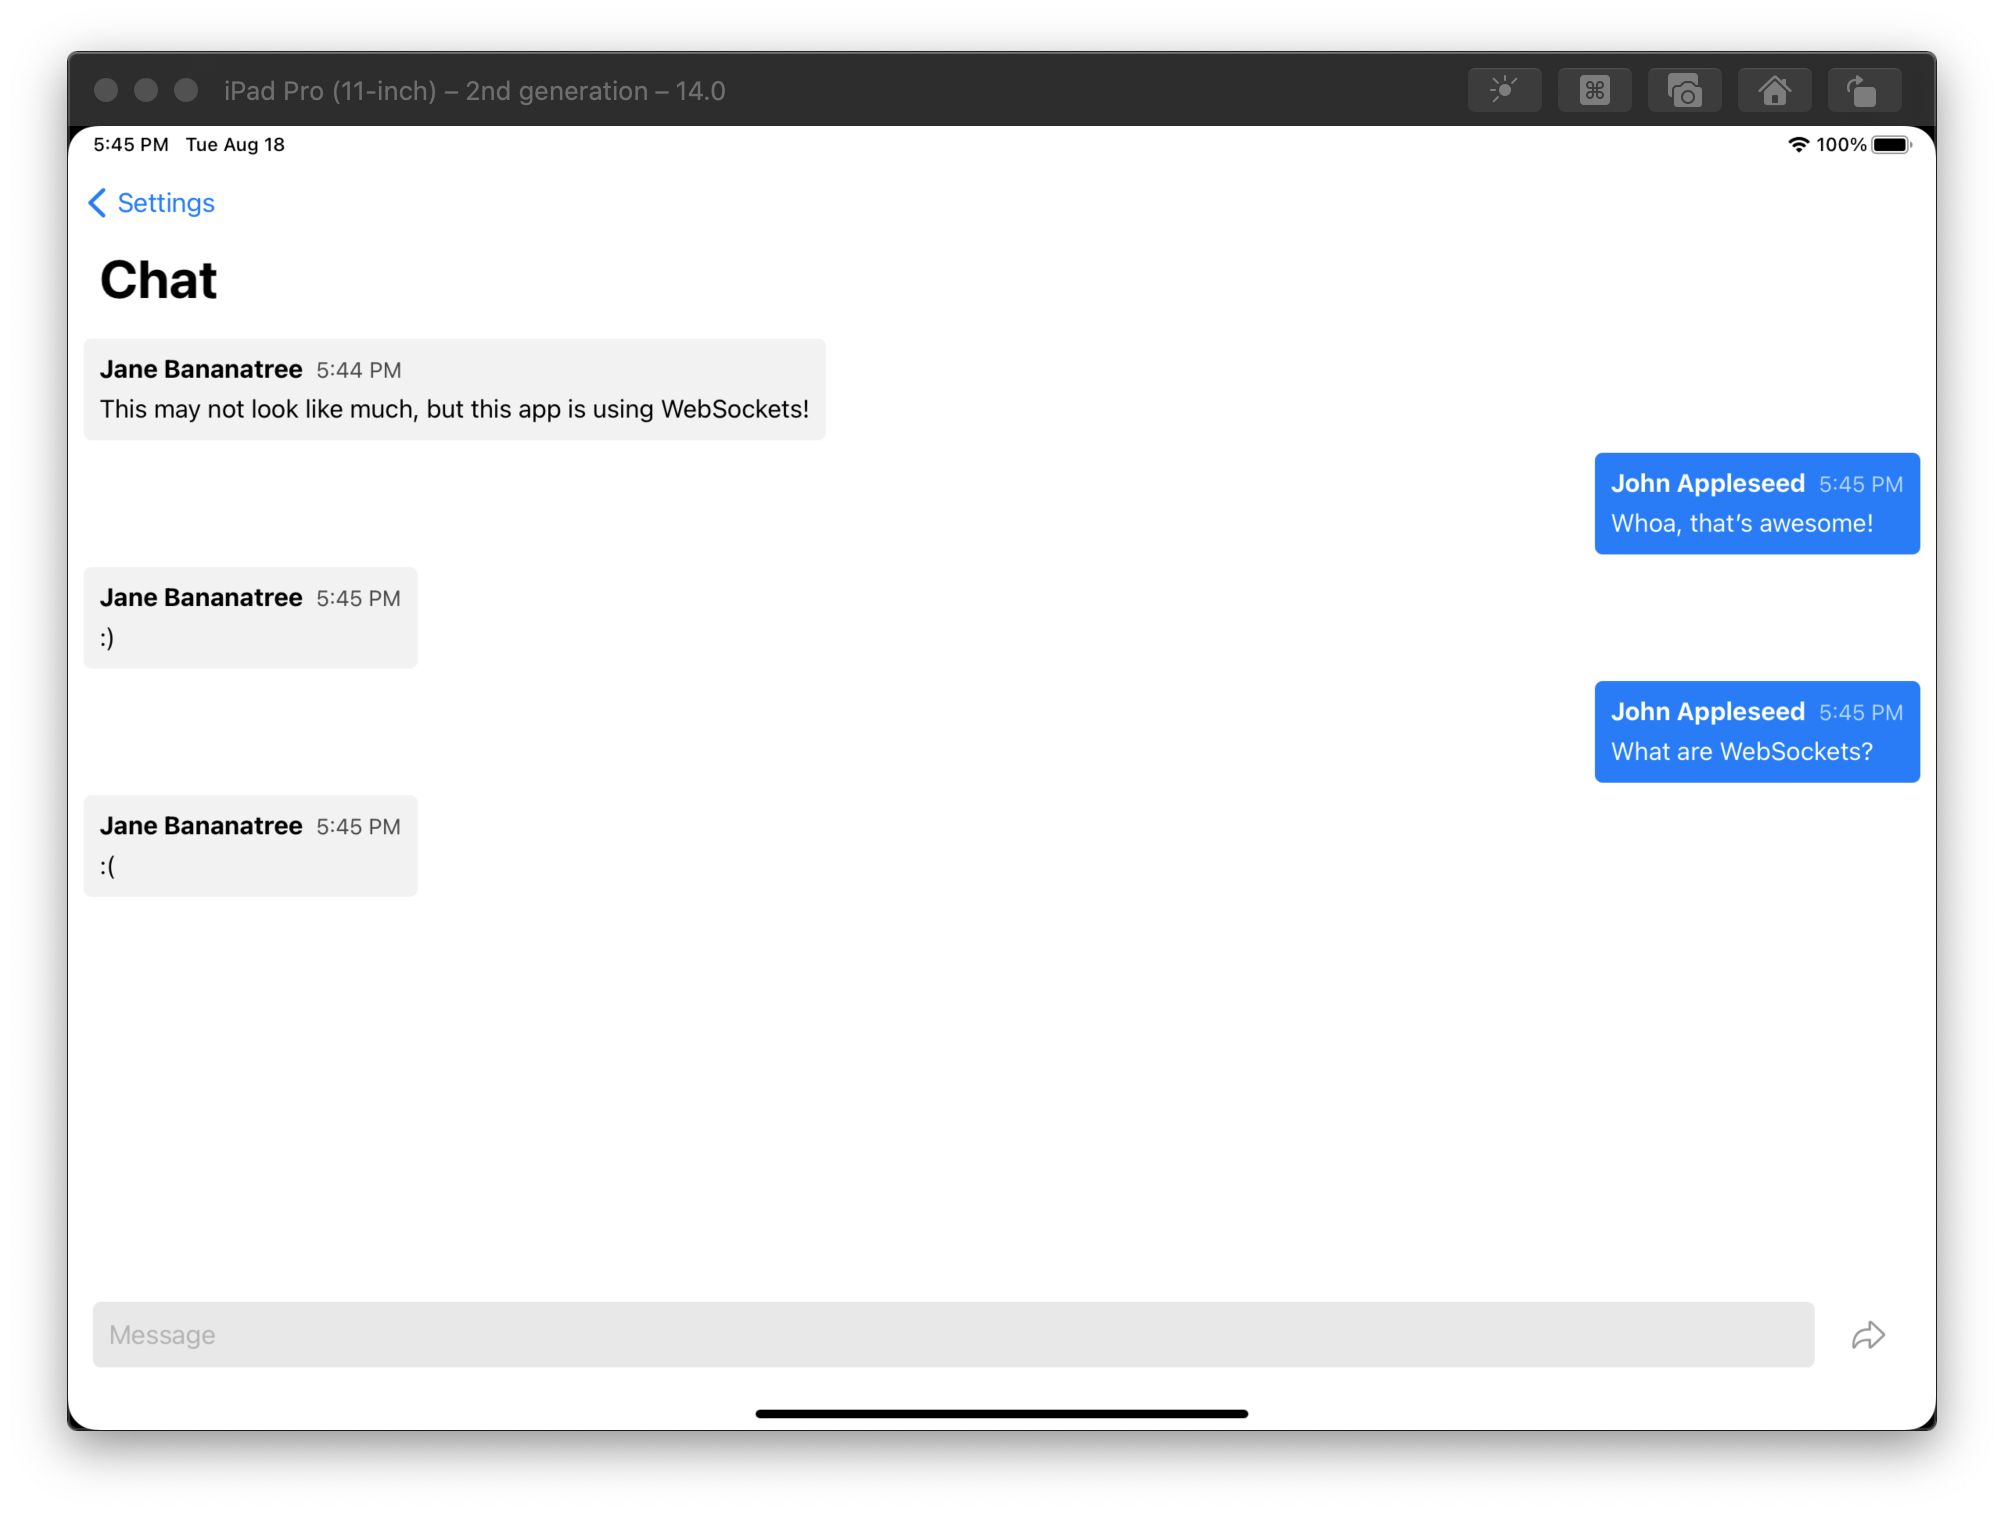 iPad Pro (11-inch) – 2nd generation – 14.0
5:45 PM Tue Aug 18
100%
Settings
Chat
Jane Bananatree 5:44 PM
This may not look like much, but this app is using WebSockets!
John Appleseed 5:45 PM
Whoa, that’s awesome!
Jane Bananatree 5:45 PM
:)
John Appleseed 5:45 PM
What are WebSockets?
Jane Bananatree 5:45 PM
:(
Message